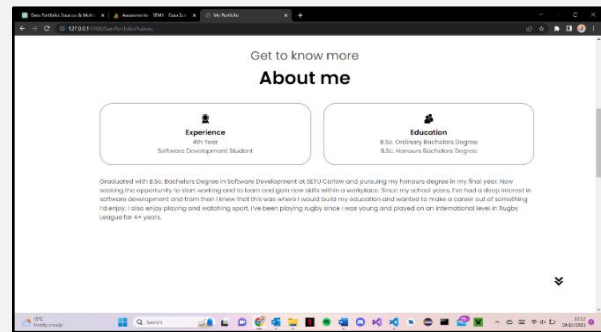 My Portfolio
127.0.0.1
Get to know more
About me
Experience
4th Year
Software Development Student
Education
B.Sc. Ordinary Bachelors Degree
B.Sc. Honours Bachelors Degree
Graduated with B.Sc. Bachelors Degree in Software Development at SETU Carlow and pursuing my honours degree in my final year. Now
seeking the opportunity to start working and to learn and gain new skills within a workplace. Since my school years, I've had a deep interest in
software development and from then I knew that this was where I would build my education and wanted to make a career out of something
I'd enjoy. I also enjoy playing and watching sport, I've been playing rugby since I was young and played on an international level in Rugby
League for 4+ years.
Mostly cloudy
Search